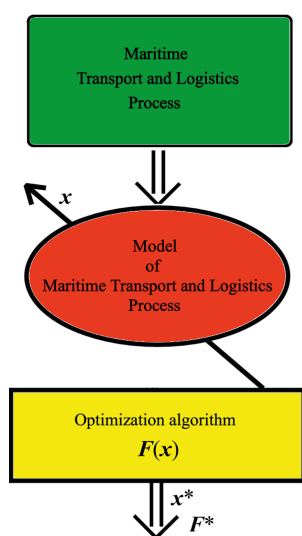 Maritime
Transport and Logistics
Process
x
Model
of
Maritime Transport and Logistics
Process
Optimization algorithm
F(x)
x*
F*